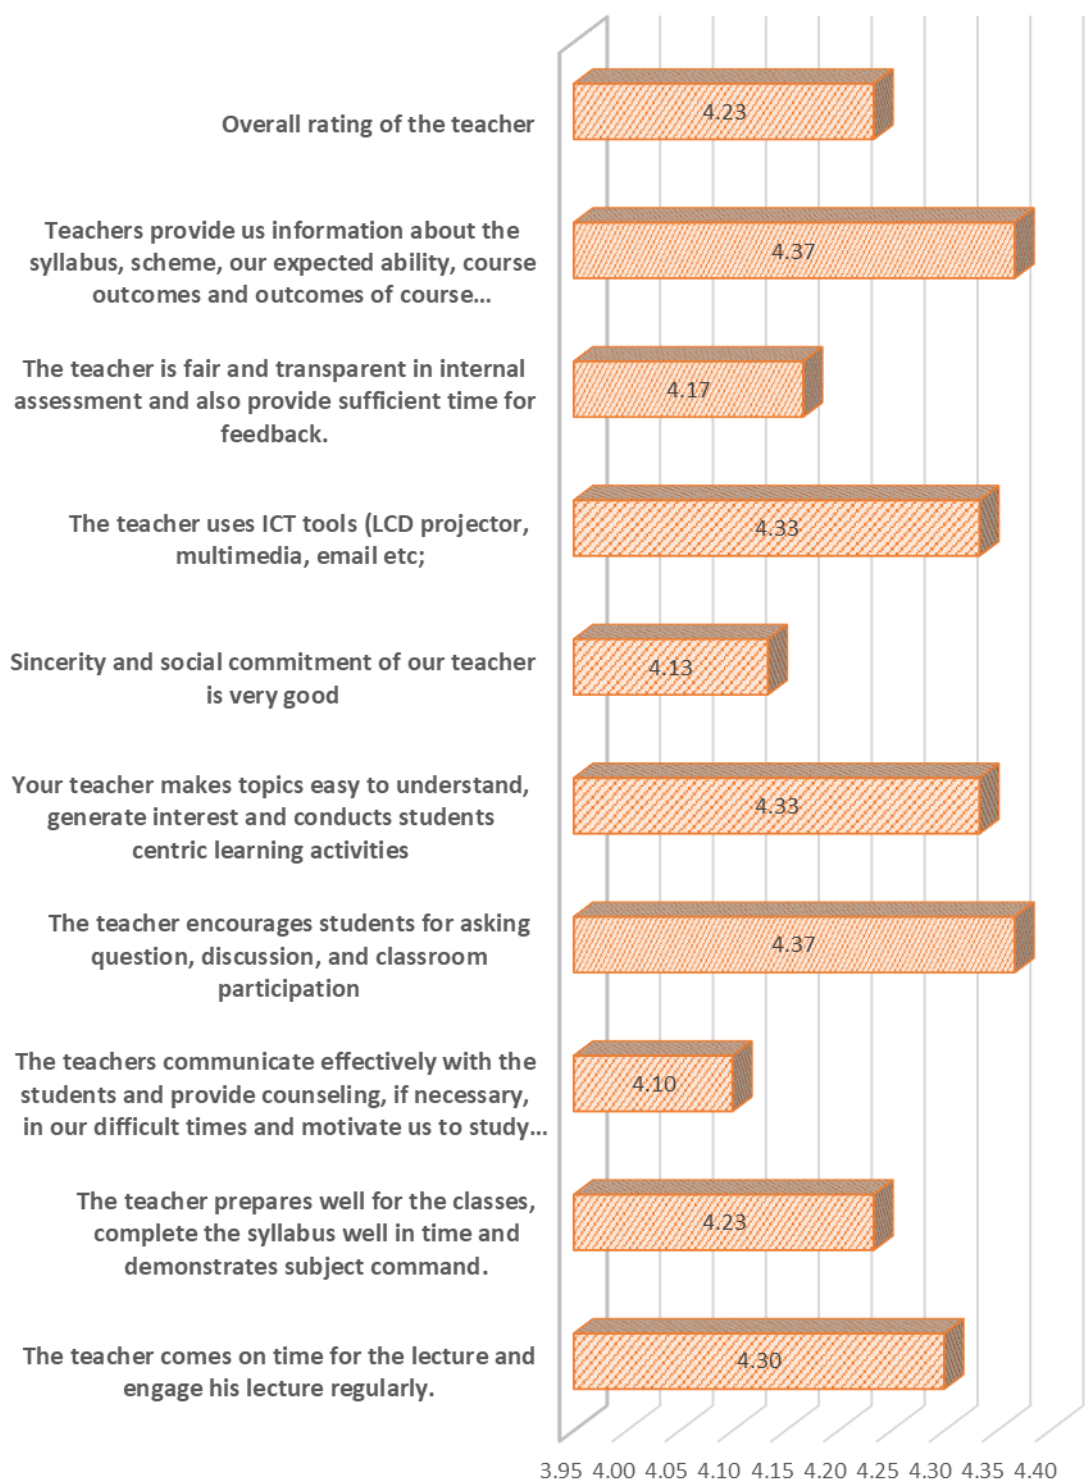 Overall rating of the teacher
4.23
Teachers provide us information about the
syllabus, scheme, our expected ability, course
outcomes and outcomes of course...
4.37
The teacher is fair and transparent in internal
assessment and also provide sufficient time for
feedback.
4.17
The teacher uses ICT tools (LCD projector,
multimedia, email etc;
4.33
Sincerity and social commitment of our teacher
is very good
4.13
Your teacher makes topics easy to understand,
generate interest and conducts students
centric learning activities
4.33
The teacher encourages students for asking
question, discussion, and classroom
participation
4.37
The teachers communicate effectively with the
students and provide counseling, if necessary,
in our difficult times and motivate us to study...
4.10
The teacher prepares well for the classes,
complete the syllabus well in time and
demonstrates subject command.
4.23
The teacher comes on time for the lecture and
engage his lecture regularly.
4.30
3.95 4.00 4.05 4.10 4.15 4.20 4.25 4.30 4.35 4.40